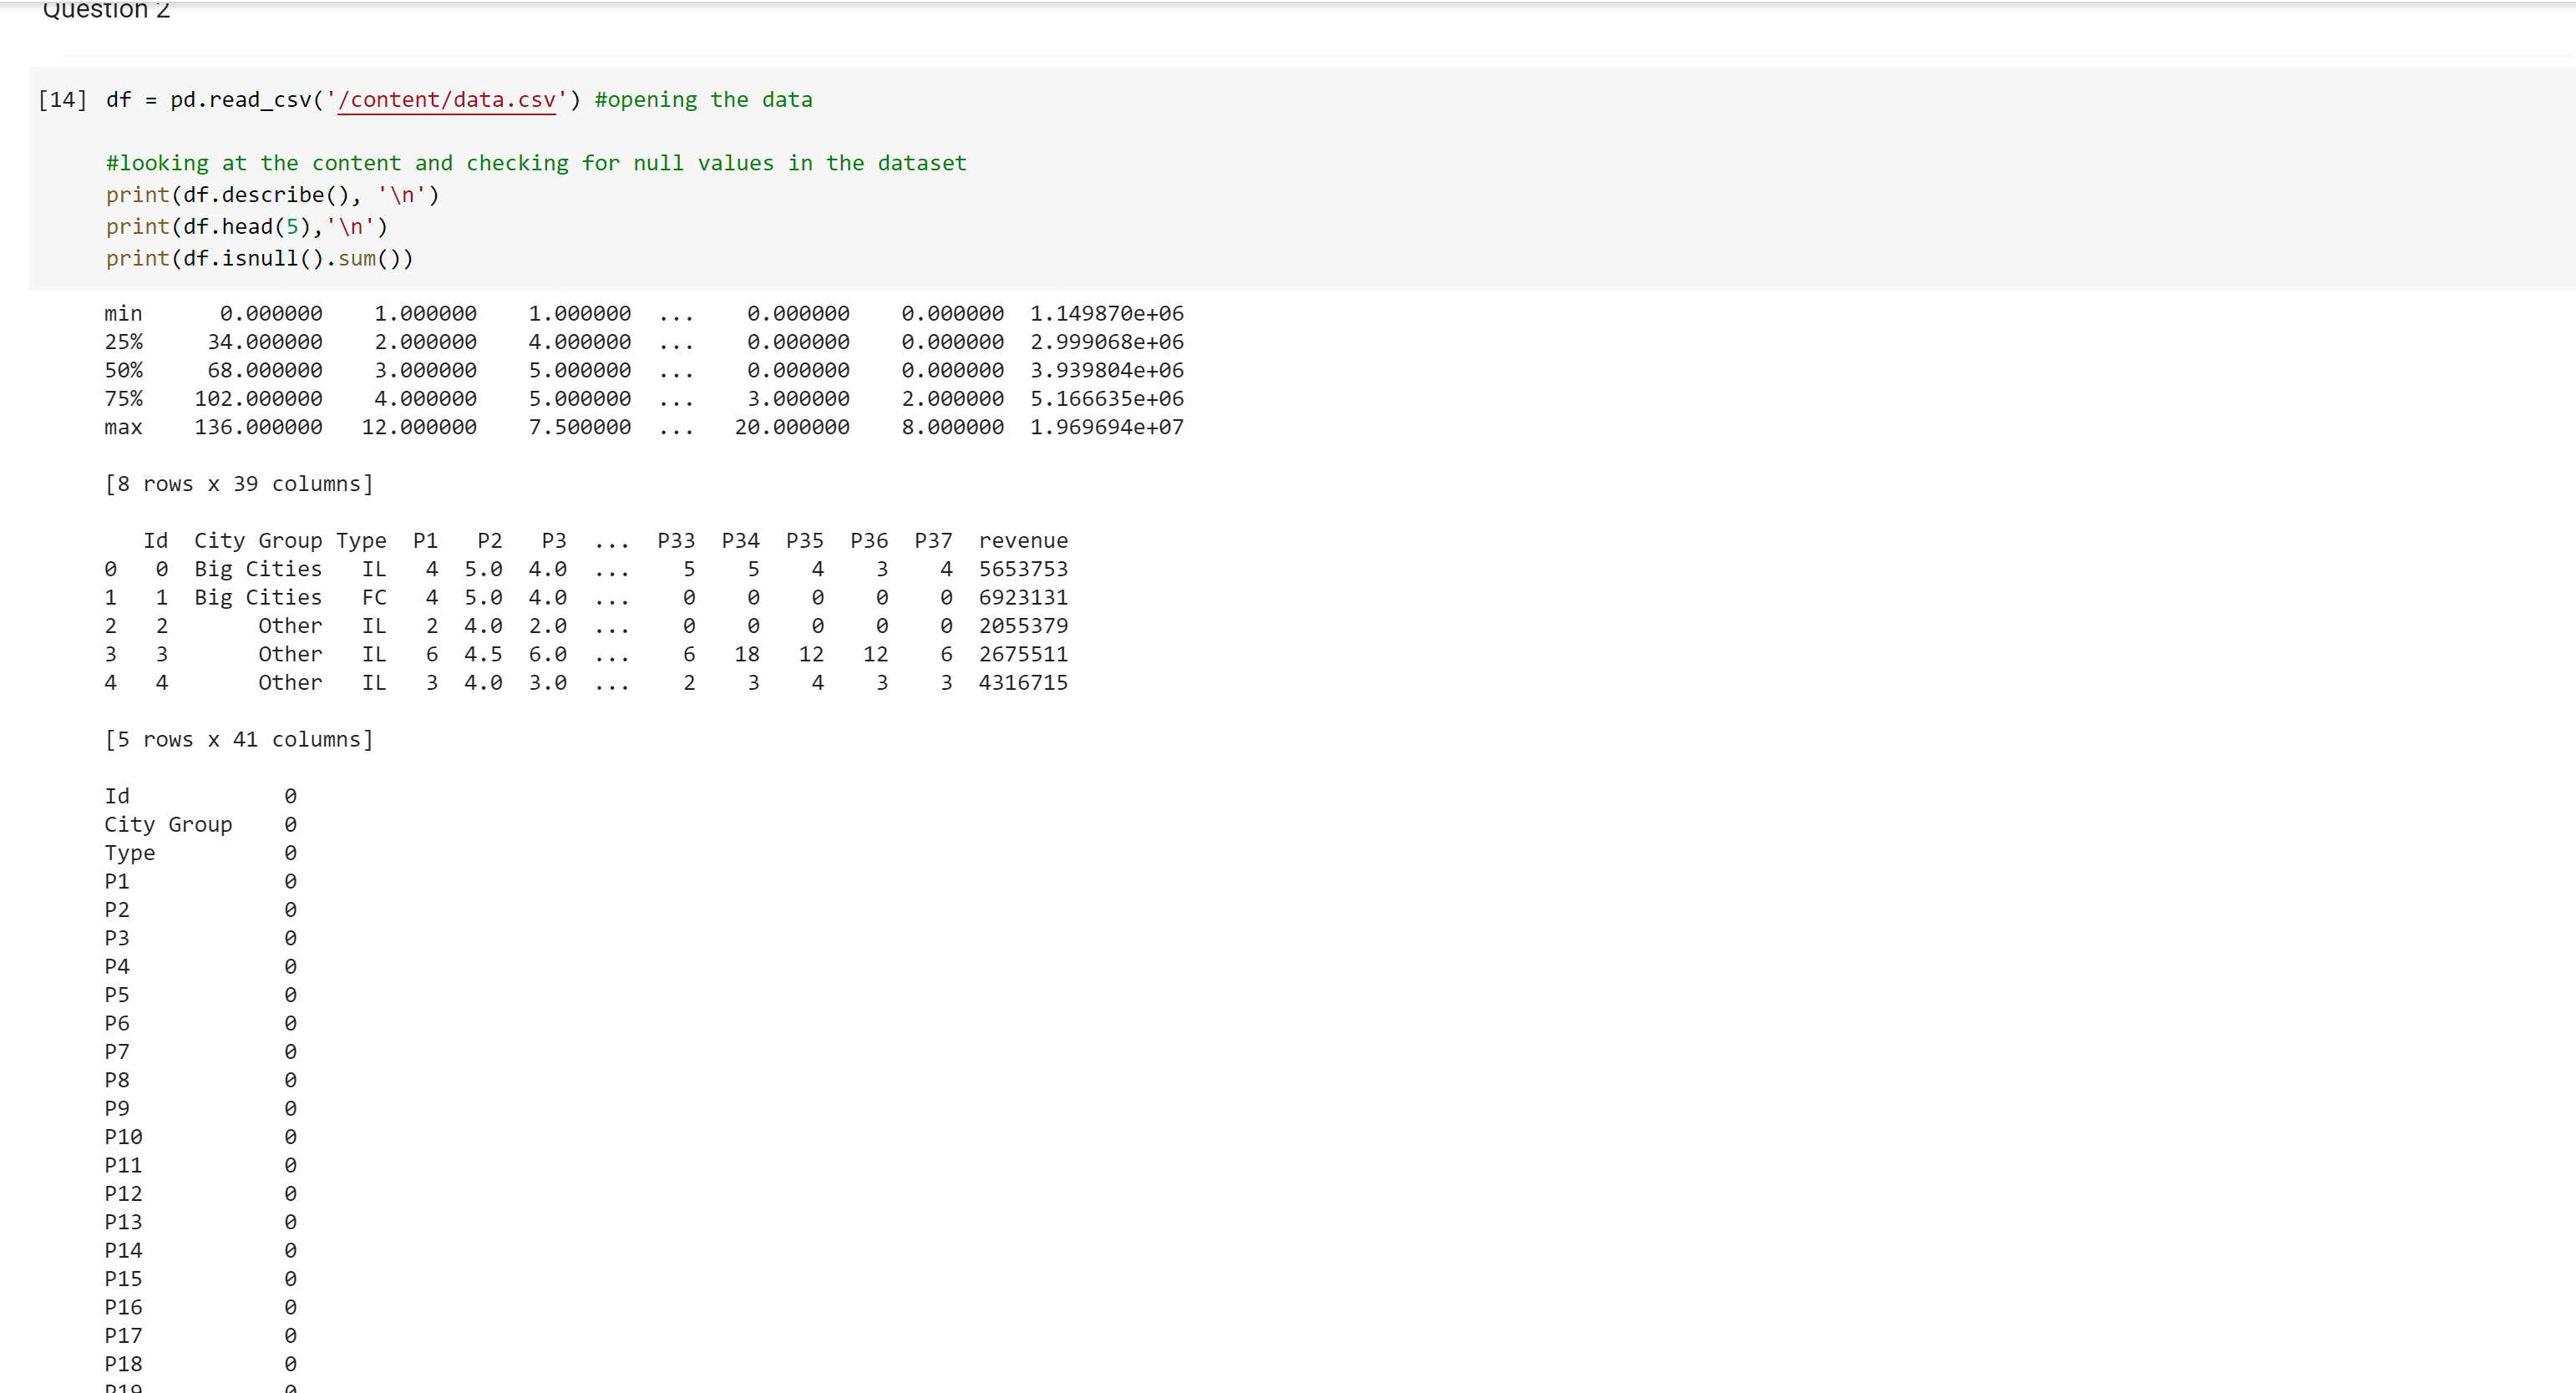 Question 2
[14] df = pd.read_csv('/content/data.csv') #opening the data
#looking at the content and checking for null values in the dataset
print(df.describe(), '\n')
print(df.head(5),'\n')
print(df.isnull().sum())
min 0.000000 1.000000 1.000000 ... 0.000000 0.000000 1.149870e+06
25% 34.000000 2.000000 4.000000 ... 0.000000 0.000000 2.999068e+06
50% 68.000000 3.000000 5.000000 ... 0.000000 0.000000 3.939804e+06
75% 102.000000 4.000000 5.000000 ... 3.000000 2.000000 5.166635e+06
max 136.000000 12.000000 7.500000 ... 20.000000 8.000000 1.969694e+07
[8 rows x 39 columns]
Id City Group Type P1 P2 P3 ... P33 P34 P35 P36 P37 revenue
0 0 Big Cities IL 4 5.0 4.0 ... 5 5 4 3 4 5653753
1 1 Big Cities FC 4 5.0 4.0 ... 0 0 0 0 0 6923131
2 2 Other IL 2 4.0 2.0 ... 0 0 0 0 0 2055379
3 3 Other IL 6 4.5 6.0 ... 6 18 12 12 6 2675511
4 4 Other IL 3 4.0 3.0 ... 2 3 4 3 3 4316715
[5 rows x 41 columns]
Id 0
City Group 0
Type 0
P1 0
P2 0
P3 0
P4 0
P5 0
P6 0
P7 0
P8 0
P9 0
P10 0
P11 0
P12 0
P13 0
P14 0
P15 0
P16 0
P17 0
P18 0
P19 0